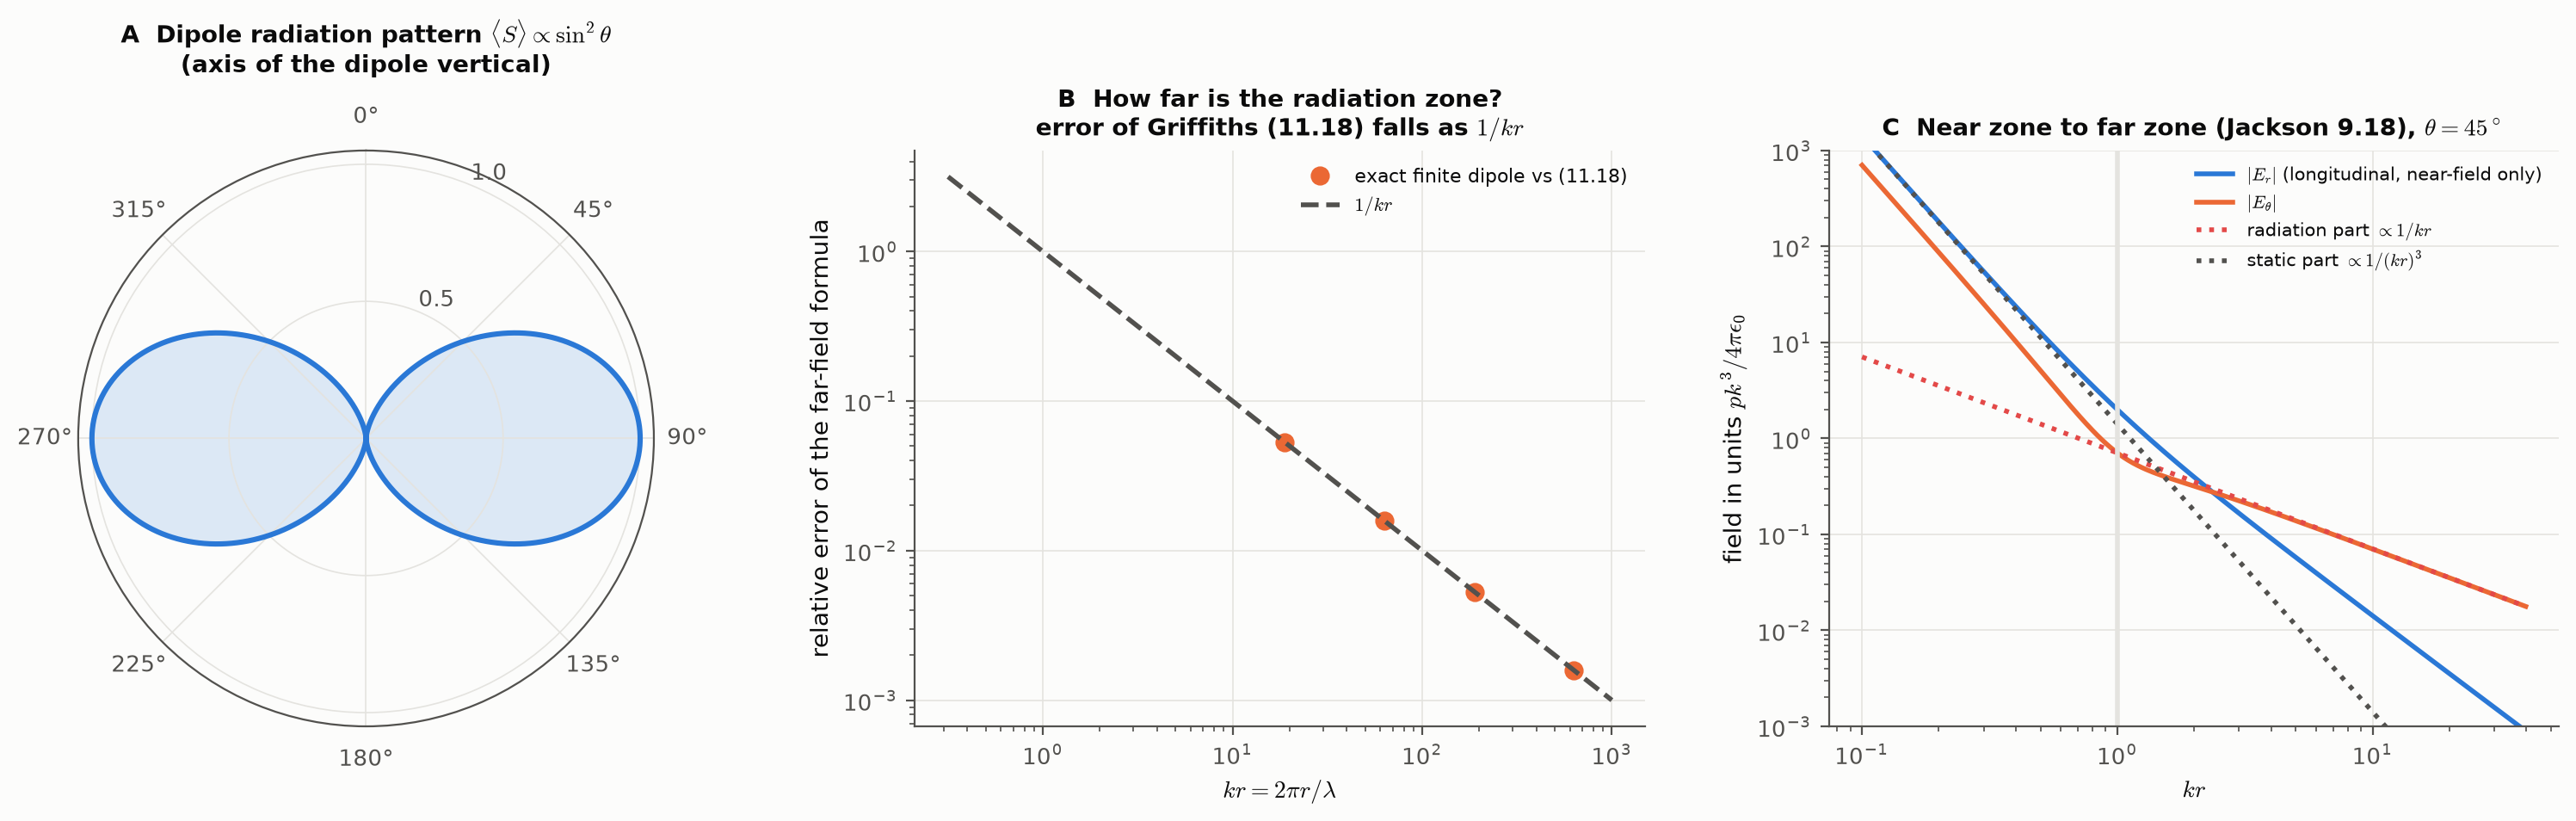 A Dipole radiation pattern ⟨S⟩ ∝ sin² θ
(axis of the dipole vertical)
0°
1.0
315°
45°
0.5
270°
90°
225°
135°
180°
B How far is the radiation zone?
error of Griffiths (11.18) falls as 1/kr
exact finite dipole vs (11.18)
1/kr
relative error of the far-field formula
10⁰
10⁻¹
10⁻²
10⁻³
10⁰ 10¹ 10² 10³
kr = 2πr/λ
C Near zone to far zone (Jackson 9.18), θ = 45°
|E_r| (longitudinal, near-field only)
|E_θ|
radiation part ∝ 1/kr
static part ∝ 1/(kr)³
field in units pk³/4πϵ₀
10³
10²
10¹
10⁰
10⁻¹
10⁻²
10⁻³
10⁻¹ 10⁰ 10¹
kr